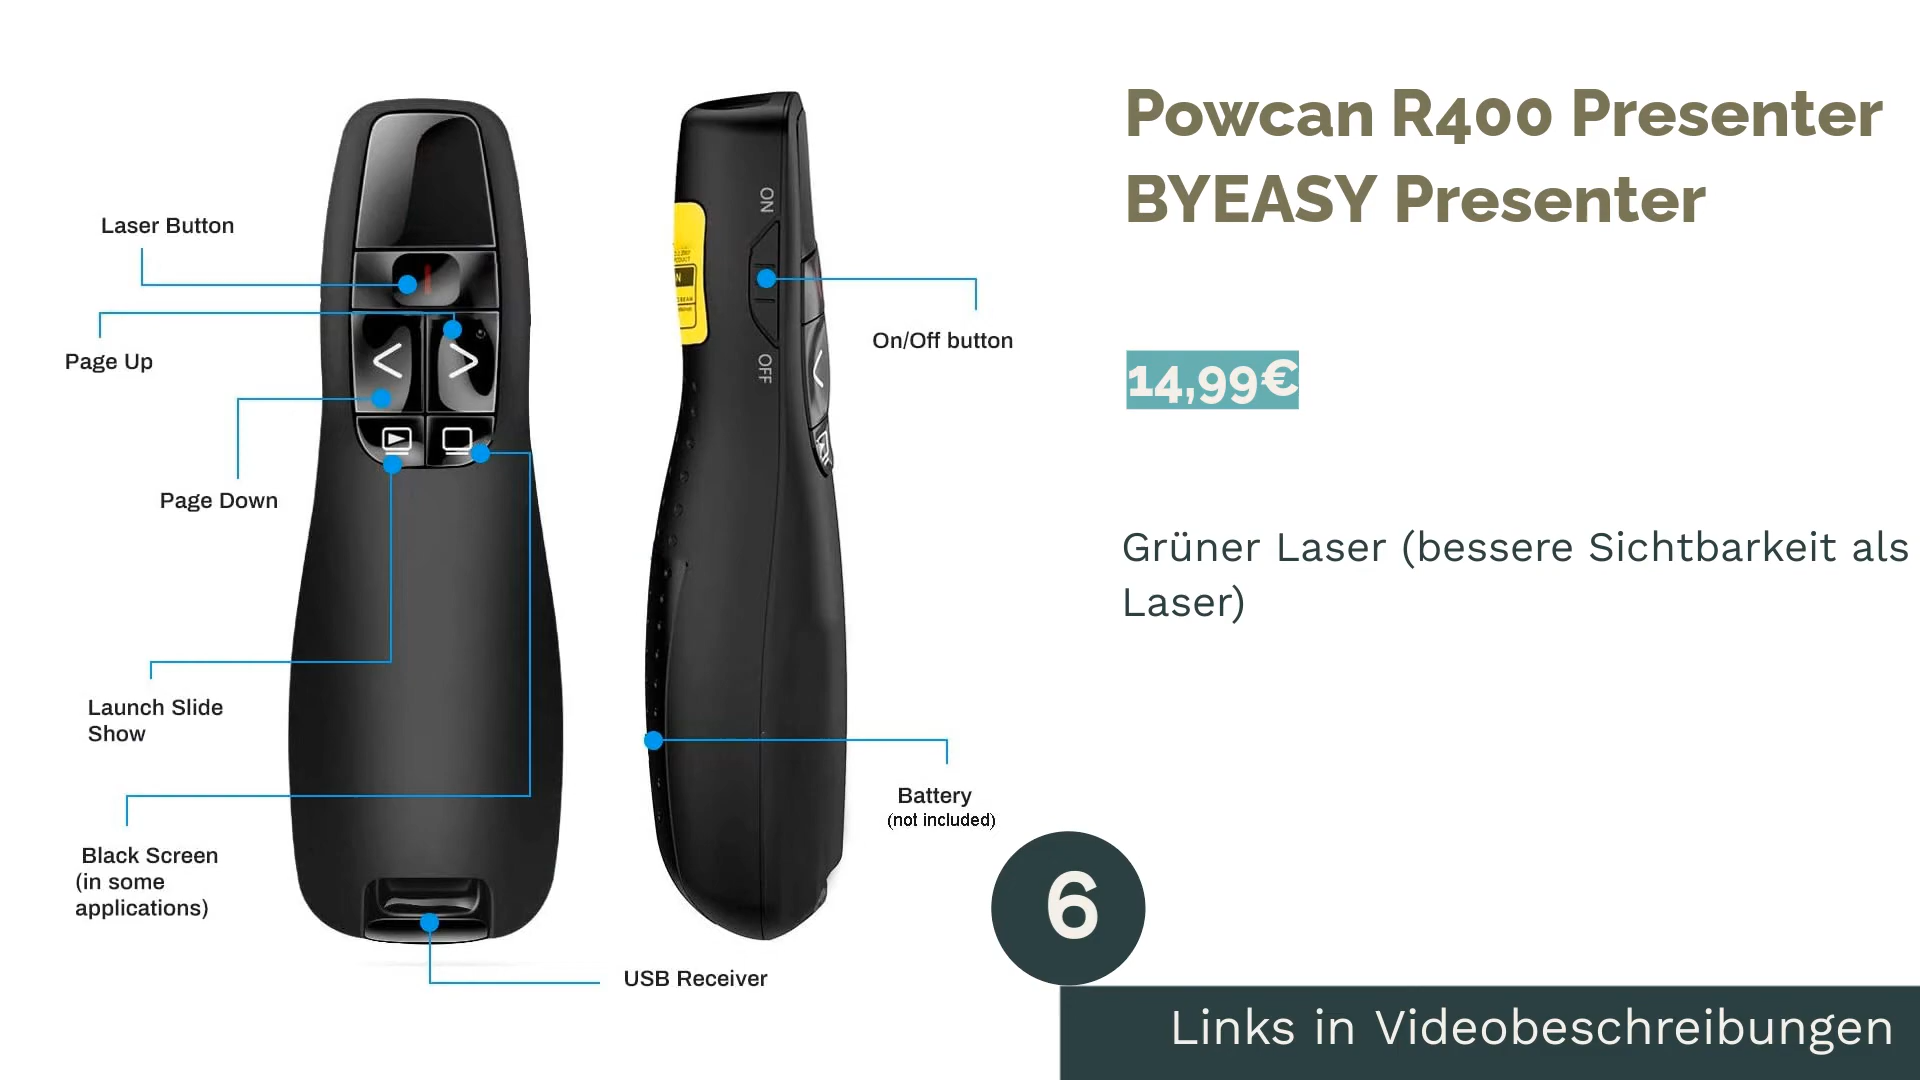 Powcan R400 Presenter
BYEASY Presenter
14,99€
Grüner Laser (bessere Sichtbarkeit als
Laser)
Laser Button
Page Up
Page Down
Launch Slide
Show
Black Screen
(in some
applications)
USB Receiver
ON
OFF
On/Off button
Battery
(not included)
6
Links in Videobeschreibungen